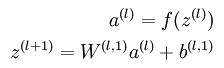 a^{(l)} = f(z^{(l)})
z^{(l+1)} = W^{(l,1)}a^{(l)} + b^{(l,1)}